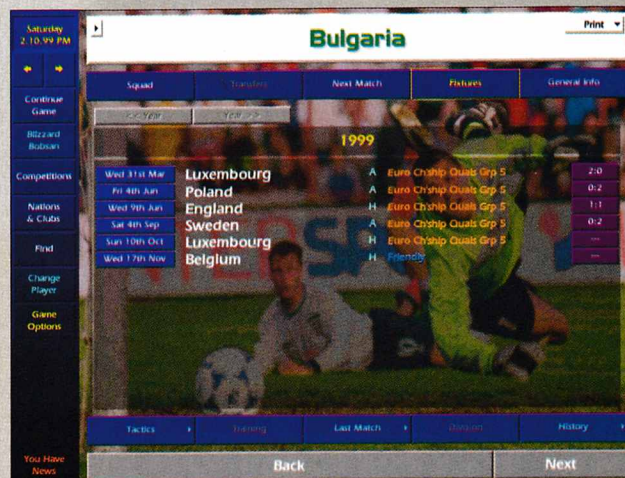 Saturday
2.10.99 PM
Print
Bulgaria
Squad
Transfers
Next Match
Fixtures
General Info
<< Year
Year >>
1999
Continue
Game
Blizzard
Bobsan
Competitions
Nations
& Clubs
Find
Change
Player
Game
Options
You Have
News
Wed 31st Mar Luxembourg A Euro Ch'ship Quals Grp 5 2:0
Fri 4th Jun Poland A Euro Ch'ship Quals Grp 5 0:2
Wed 9th Jun England H Euro Ch'ship Quals Grp 5 1:1
Sat 4th Sep Sweden A Euro Ch'ship Quals Grp 5 0:2
Sun 10th Oct Luxembourg H Euro Ch'ship Quals Grp 5 ---
Wed 17th Nov Belgium H Friendly ---
Tactics
Training
Last Match
Division
History
Back
Next